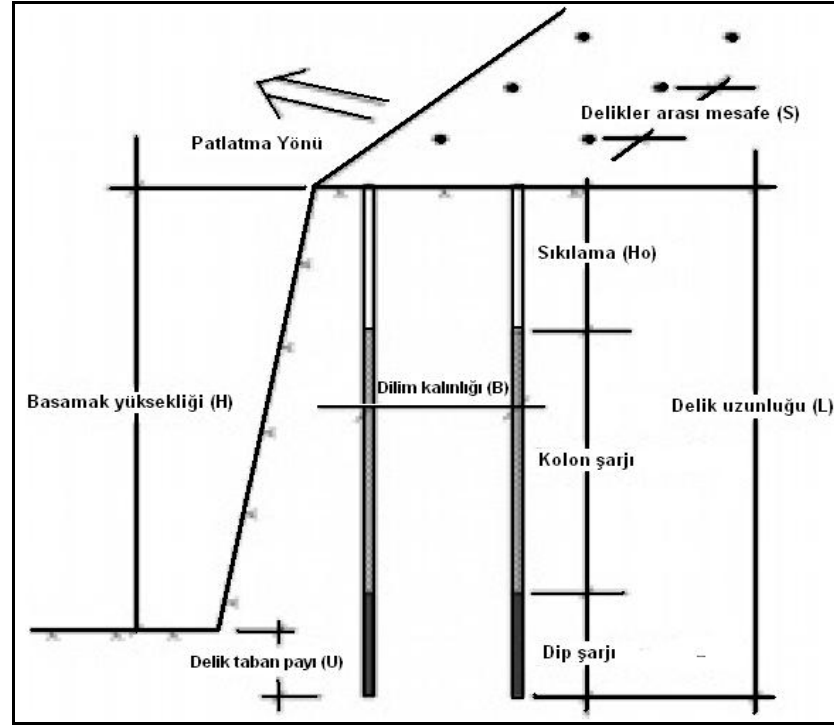 Delikler arası mesafe (S)
Patlatma Yönü
Sıkılama (Ho)
Dilim kalınlığı (B)
Basamak yüksekliği (H)
Delik uzunluğu (L)
Kolon şarjı
Delik taban payı (U)
Dip şarjı